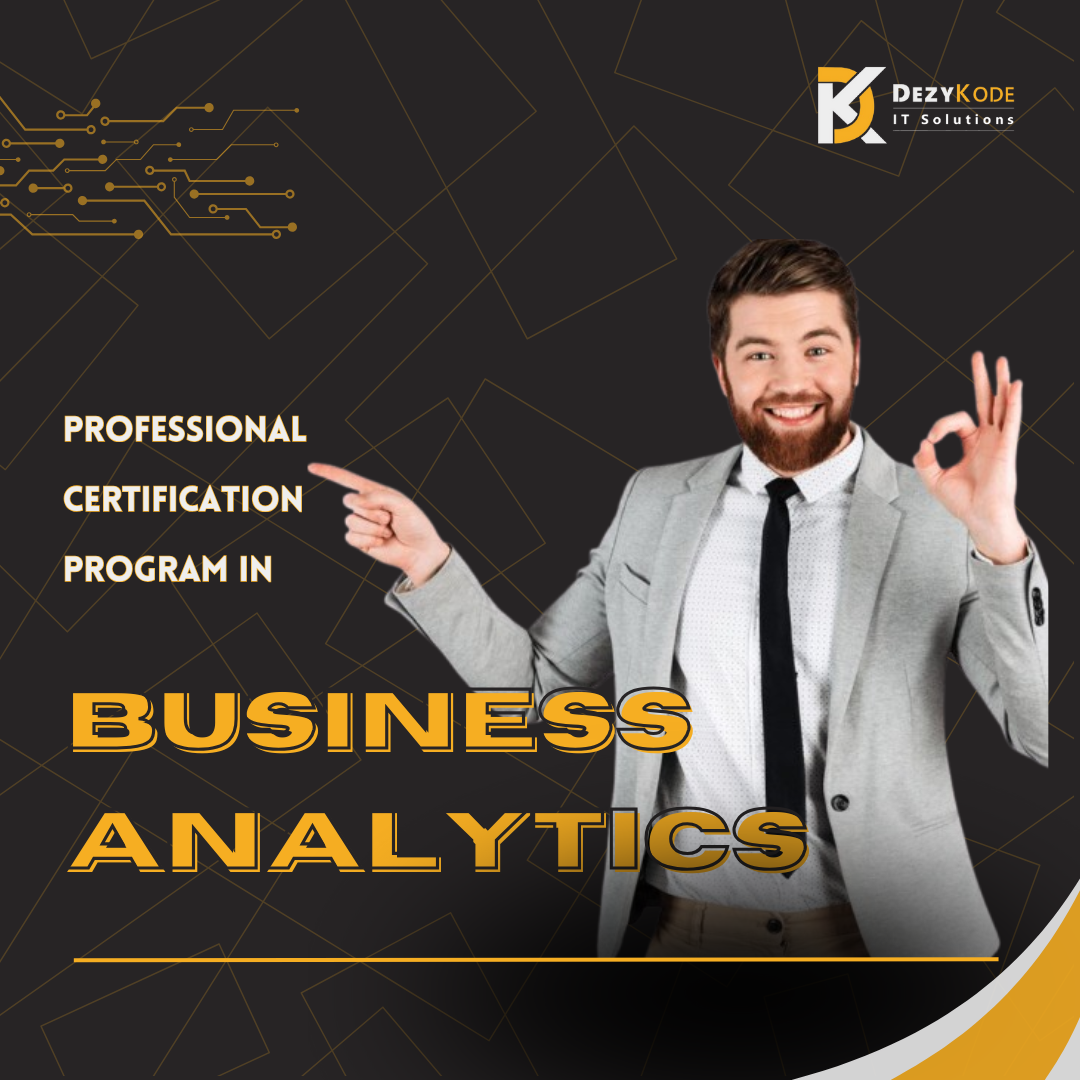 DEZYKODE
IT Solutions
PROFESSIONAL
CERTIFICATION
PROGRAM IN
BUSINESS
ANALYTICS